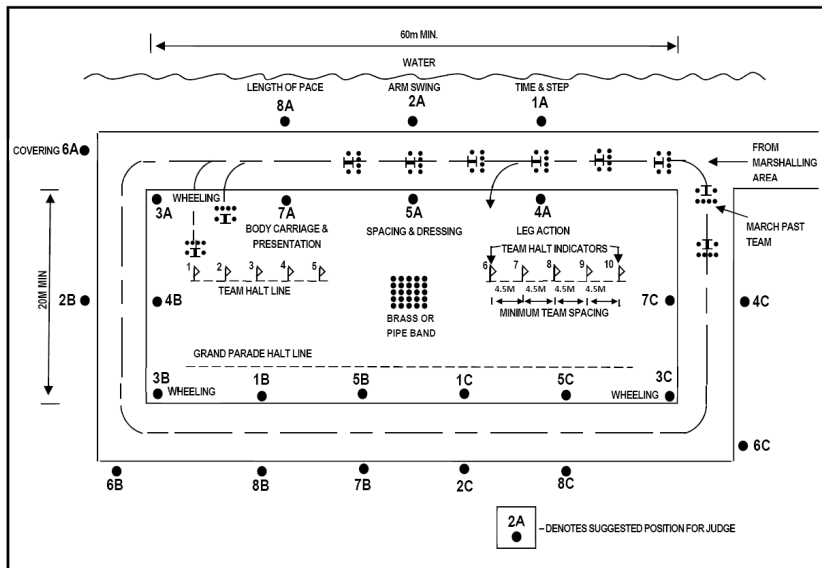 60m MIN.
WATER
LENGTH OF PACE
ARM SWING
TIME & STEP
8A
2A
1A
COVERING 6A
FROM
MARSHALLING
AREA
WHEELING
3A
7A
5A
4A
BODY CARRIAGE &
PRESENTATION
SPACING & DRESSING
LEG ACTION
MARCH PAST
TEAM
TEAM HALT INDICATORS
1 2 3 4 5
6 7 8 9 10
TEAM HALT LINE
20M MIN
2B
4B
4.5M 4.5M 4.5M 4.5M
MINIMUM TEAM SPACING
7C
4C
BRASS OR
PIPE BAND
GRAND PARADE HALT LINE
3B
WHEELING
1B
5B
1C
5C
3C
WHEELING
6C
6B
8B
7B
2C
8C
2A
– DENOTES SUGGESTED POSITION FOR JUDGE